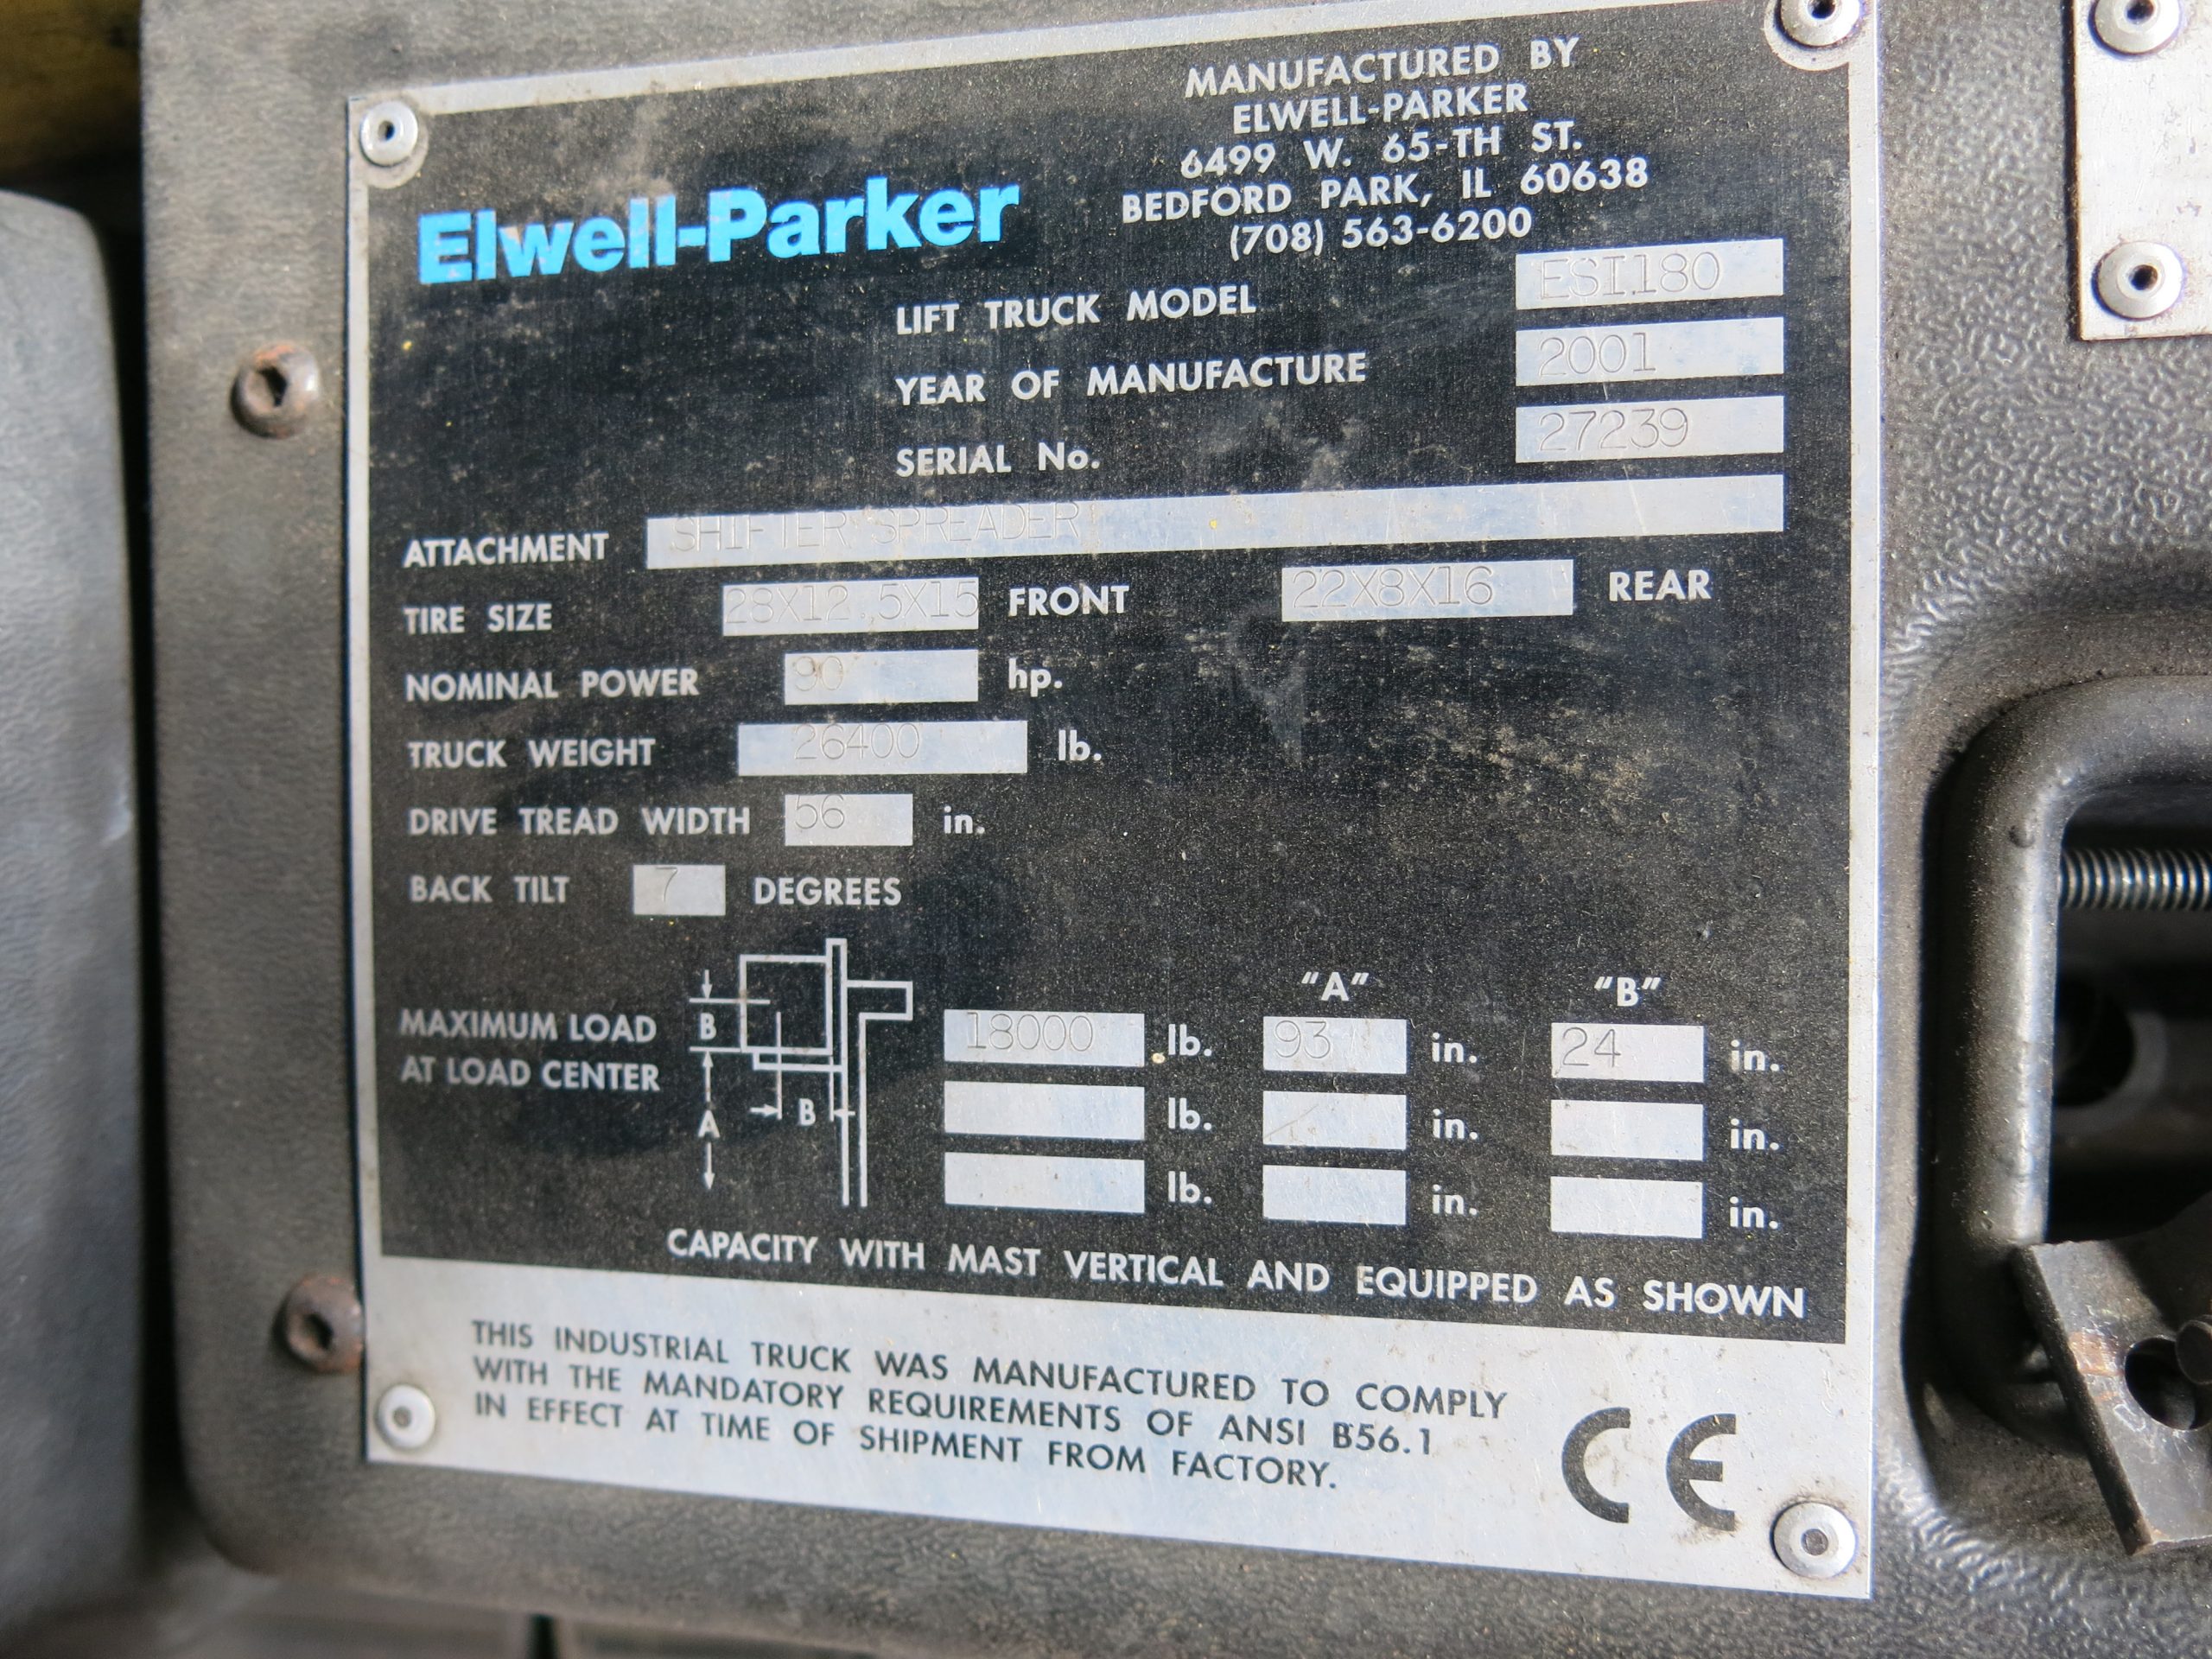 MANUFACTURED BY
ELWELL-PARKER
6499 W. 65-TH ST.
BEDFORD PARK, IL 60638
(708) 563-6200
Elwell-Parker
LIFT TRUCK MODEL ESI180
YEAR OF MANUFACTURE 2001
SERIAL No. 27239
ATTACHMENT SHIFTER SPREADER
TIRE SIZE 28X12.5X15 FRONT 22X8X16 REAR
NOMINAL POWER 90 hp.
TRUCK WEIGHT 26400 lb.
DRIVE TREAD WIDTH 56 in.
BACK TILT 7 DEGREES
"A" "B"
MAXIMUM LOAD B 18000 lb. 93 in. 24 in.
AT LOAD CENTER
A B lb. in. in.
lb. in. in.
CAPACITY WITH MAST VERTICAL AND EQUIPPED AS SHOWN
THIS INDUSTRIAL TRUCK WAS MANUFACTURED TO COMPLY
WITH THE MANDATORY REQUIREMENTS OF ANSI B56.1
IN EFFECT AT TIME OF SHIPMENT FROM FACTORY.
CE